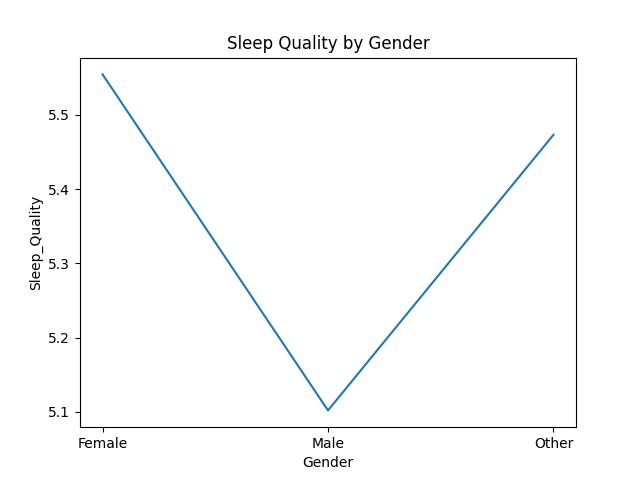 Sleep Quality by Gender
Sleep_Quality
5.5
5.4
5.3
5.2
5.1
Female Male Other
Gender